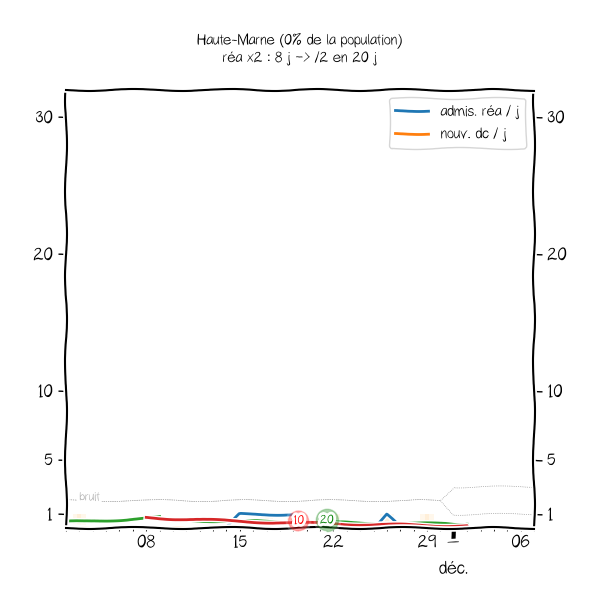 Haute-Marne (0% de la population)
réa x2 : 8 j -> /2 en 20 j
admis. réa / j
nouv. dc / j
30 30
20 20
10 10
5 5
... bruit
1 1
10 20
08 15 22 29 06
déc.